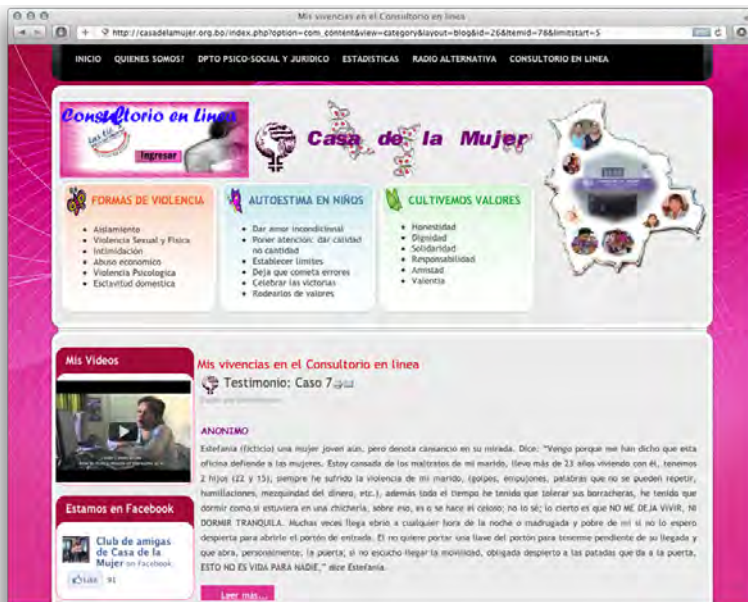 Mis vivencias en el Consultorio en linea
http://casadelamujer.org.bo/index.php?option=com_content&view=category&layout=blog&id=26&Itemid=78&limitstart=5
INICIO QUIENES SOMOS? DPTO PSICO-SOCIAL Y JURIDICO ESTADISTICAS RADIO ALTERNATIVA CONSULTORIO EN LINEA
Consultorio en Linea
Ingresar
Casa de la Mujer
FORMAS DE VIOLENCIA
Aislamiento
Violencia Sexual y Fisica
Intimidación
Abuso economico
Violencia Psicologica
Esclavitud domestica
AUTOESTIMA EN NIÑOS
Dar amor incondicional
Poner atención: dar calidad
no cantidad
Establecer limites
Deja que cometa errores
Celebrar las victorias
Rodearlos de valores
CULTIVEMOS VALORES
Honestidad
Dignidad
Solidaridad
Responsabilidad
Amistad
Valentia
Mis Videos
Estamos en Facebook
Club de amigas
de Casa de la
Mujer on Facebook
Like 91
Mis vivencias en el Consultorio en linea
Testimonio: Caso 7
ANONIMO
Estefanía (ficticio) una mujer joven aún, pero denota cansancio en su mirada. Dice: "Vengo porque me han dicho que esta
oficina defiende a las mujeres. Estoy cansada de los maltratos de mi marido, llevo más de 23 años viviendo con él, tenemos
2 hijos (22 y 15), siempre he sufrido la violencia de mi marido, (golpes, empujones, palabras que no se pueden repetir,
humillaciones, mezquindad del dinero, etc.), además todo el tiempo he tenido que tolerar sus borracheras, he tenido que
dormir como si estuviera en una chichería, sobre eso, es o se hace el celoso; no lo sé; lo cierto es que NO ME DEJA VIVIR, NI
DORMIR TRANQUILA. Muchas veces llega ebrio a cualquier hora de la noche o madrugada y pobre de mí si no lo espero
despierta para abrirle el portón de entrada. El no quiere portar una llave del portón para tenerme pendiente de su llegada y
que abra, personalmente, la puerta; si no escucho llegar la movilidad, obligada despierto a las patadas que da a la puerta,
ESTO NO ES VIDA PARA NADIE," dice Estefanía.
Leer más...